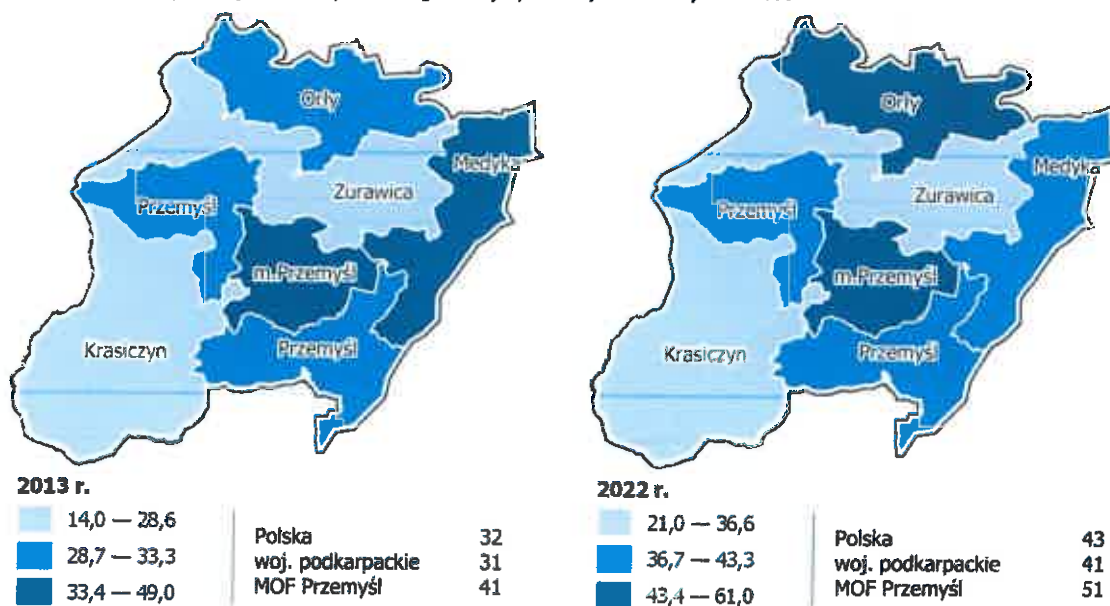 Orły
Medyka
Żurawica
Przemyśl
m.Przemyśl
Krasiczyn
Przemyśl
2013 r.
14,0 — 28,6
28,7 — 33,3
33,4 — 49,0
Polska 32
woj. podkarpackie 31
MOF Przemyśl 41
Orły
Medyka
Żurawica
Przemyśl
m.Przemyśl
Krasiczyn
Przemyśl
2022 r.
21,0 — 36,6
36,7 — 43,3
43,4 — 61,0
Polska 43
woj. podkarpackie 41
MOF Przemyśl 51